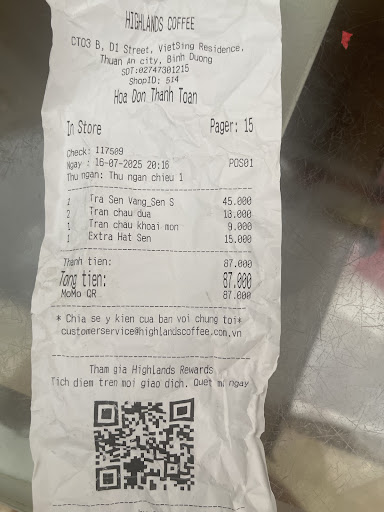 HIGHLANDS COFFEE
CT03 B, D1 Street, VietSing Residence,
Thuan An city, Binh Duong
SDT:02747301215
ShopID: 514
Hoa Don Thanh Toan
In Store Pager: 15
Check: 117509
Ngay : 16-07-2025 20:16 POS01
Thu ngan: Thu ngan chieu 1
1 Tra Sen Vang_Sen S 45.000
2 Tran chau dua 18.000
1 Tran chau khoai mon 9.000
1 Extra Hat Sen 15.000
Thanh tien: 87.000
Tong tien: 87.000
MoMo QR 87.000
* Chia se y kien cua ban voi chung toi*
customerservice@highlandscoffee.com.vn
Tham gia Highlands Rewards
Tich diem tren moi giao dich. Quet ma ngay